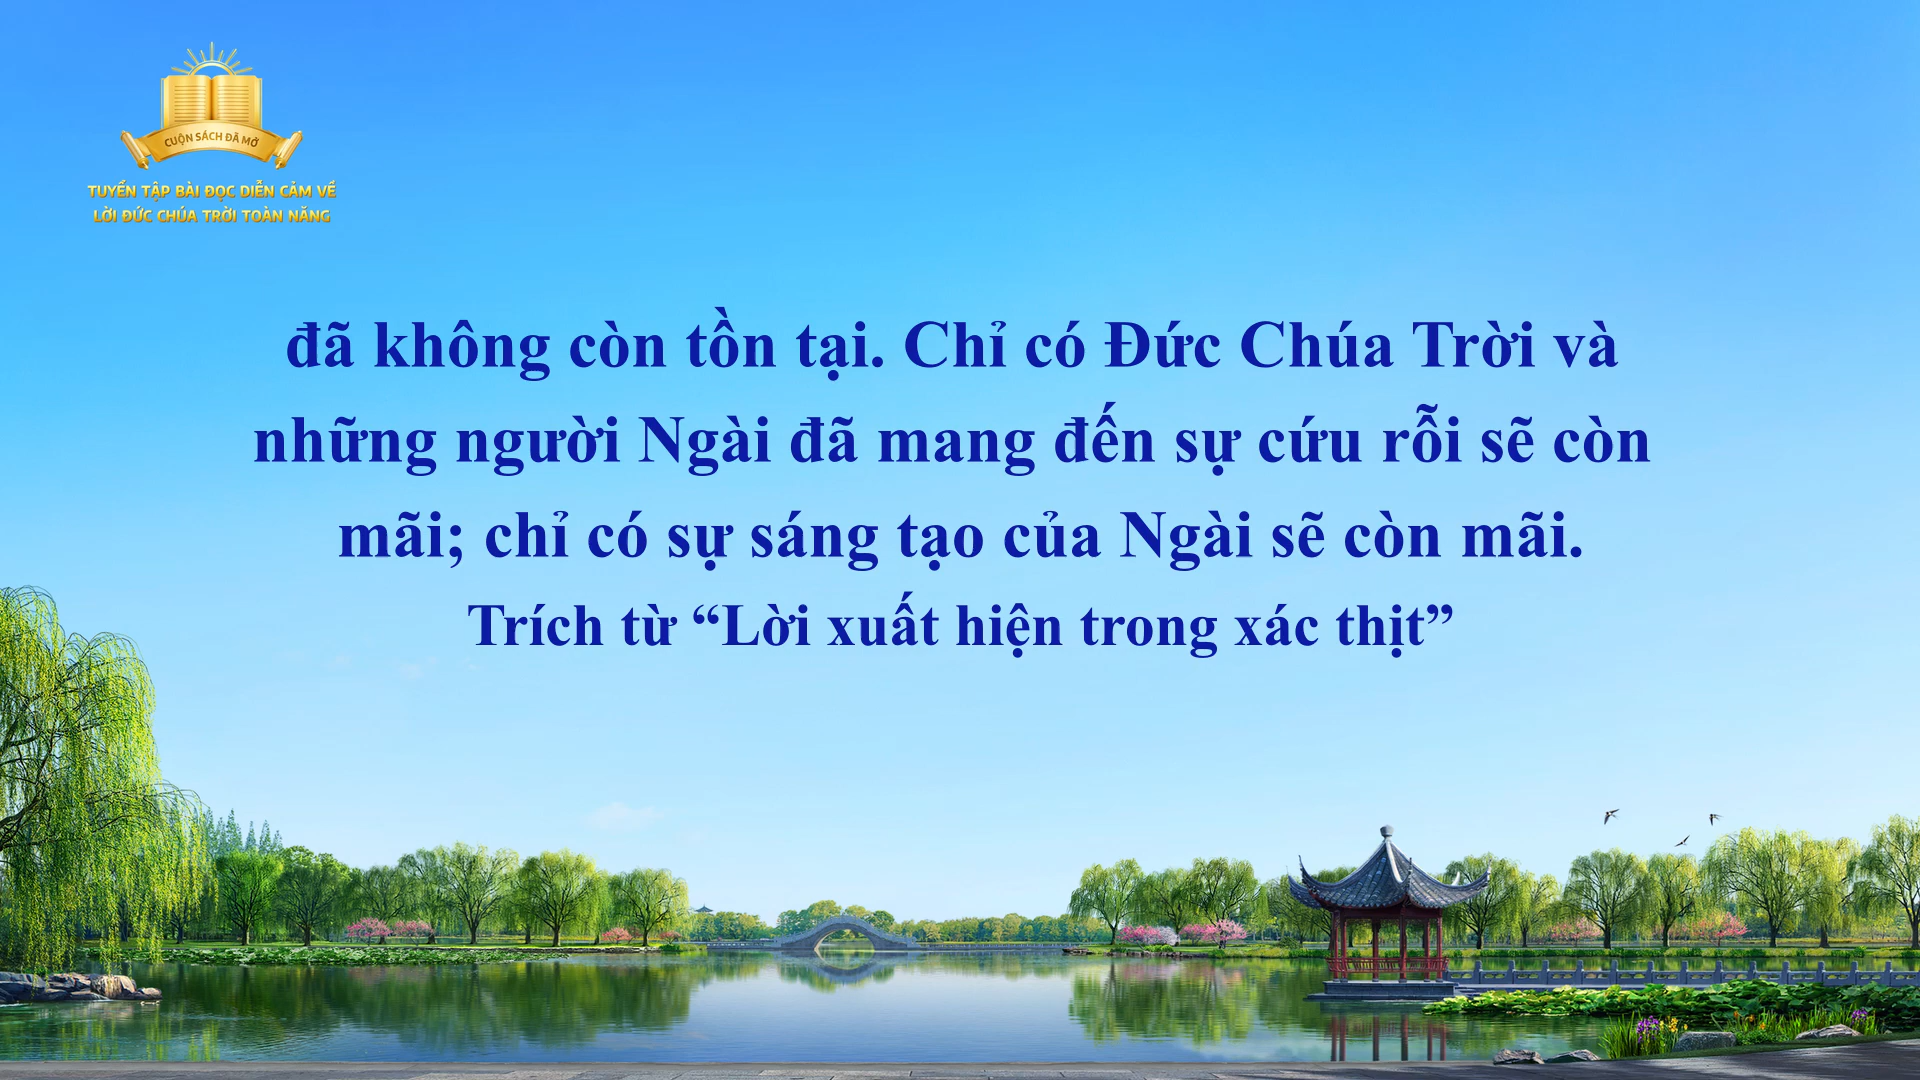 CUỘN SÁCH ĐÃ MỞ
TUYỂN TẬP BÀI ĐỌC DIỄN CẢM VỀ
LỜI ĐỨC CHÚA TRỜI TOÀN NĂNG
đã không còn tồn tại. Chỉ có Đức Chúa Trời và
những người Ngài đã mang đến sự cứu rỗi sẽ còn
mãi; chỉ có sự sáng tạo của Ngài sẽ còn mãi.
Trích từ “Lời xuất hiện trong xác thịt”